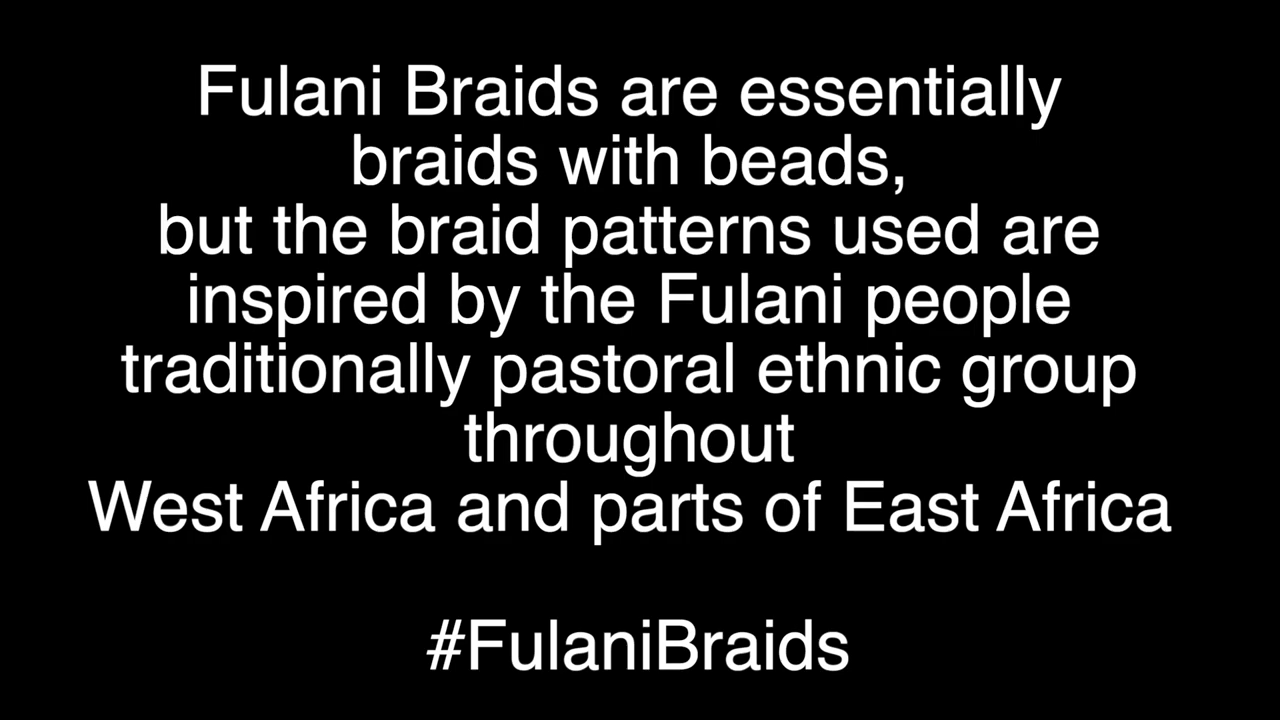 Fulani Braids are essentially
braids with beads,
but the braid patterns used are
inspired by the Fulani people
traditionally pastoral ethnic group
throughout
West Africa and parts of East Africa
#FulaniBraids